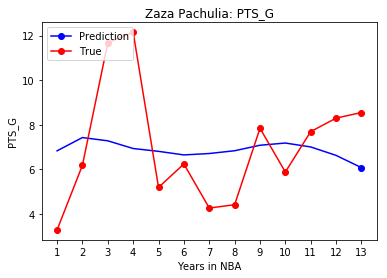 Zaza Pachulia: PTS_G
Prediction
True
12
10
8
6
4
PTS_G
1 2 3 4 5 6 7 8 9 10 11 12 13
Years in NBA